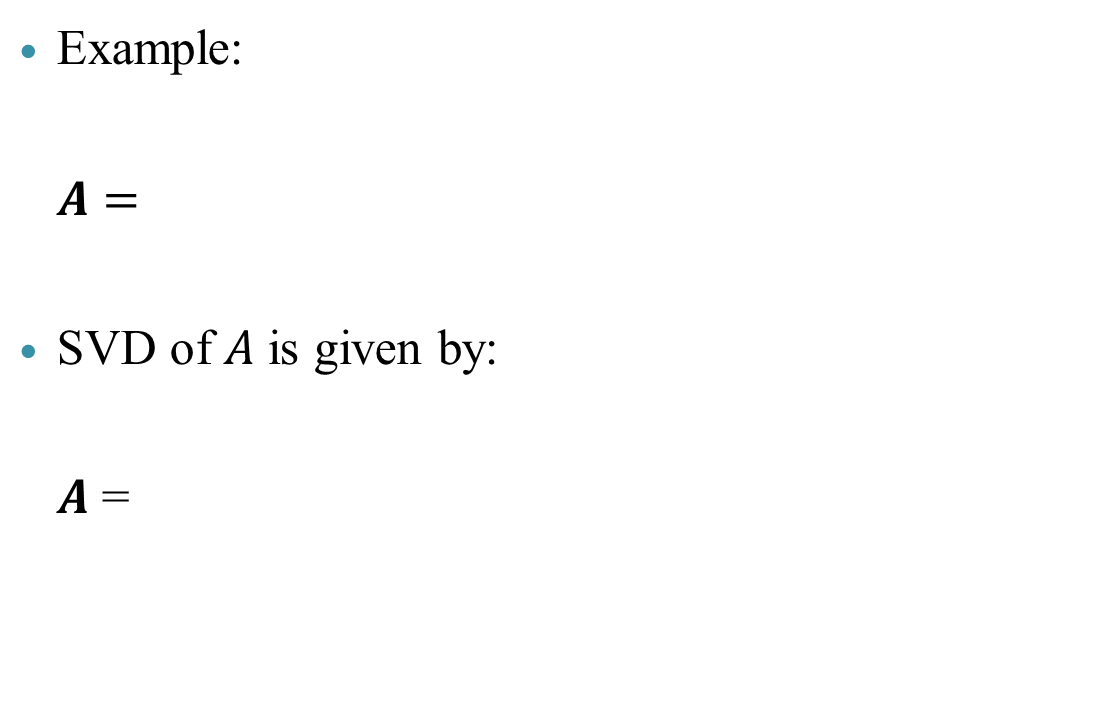 • Example:
A =
• SVD of A is given by:
A =